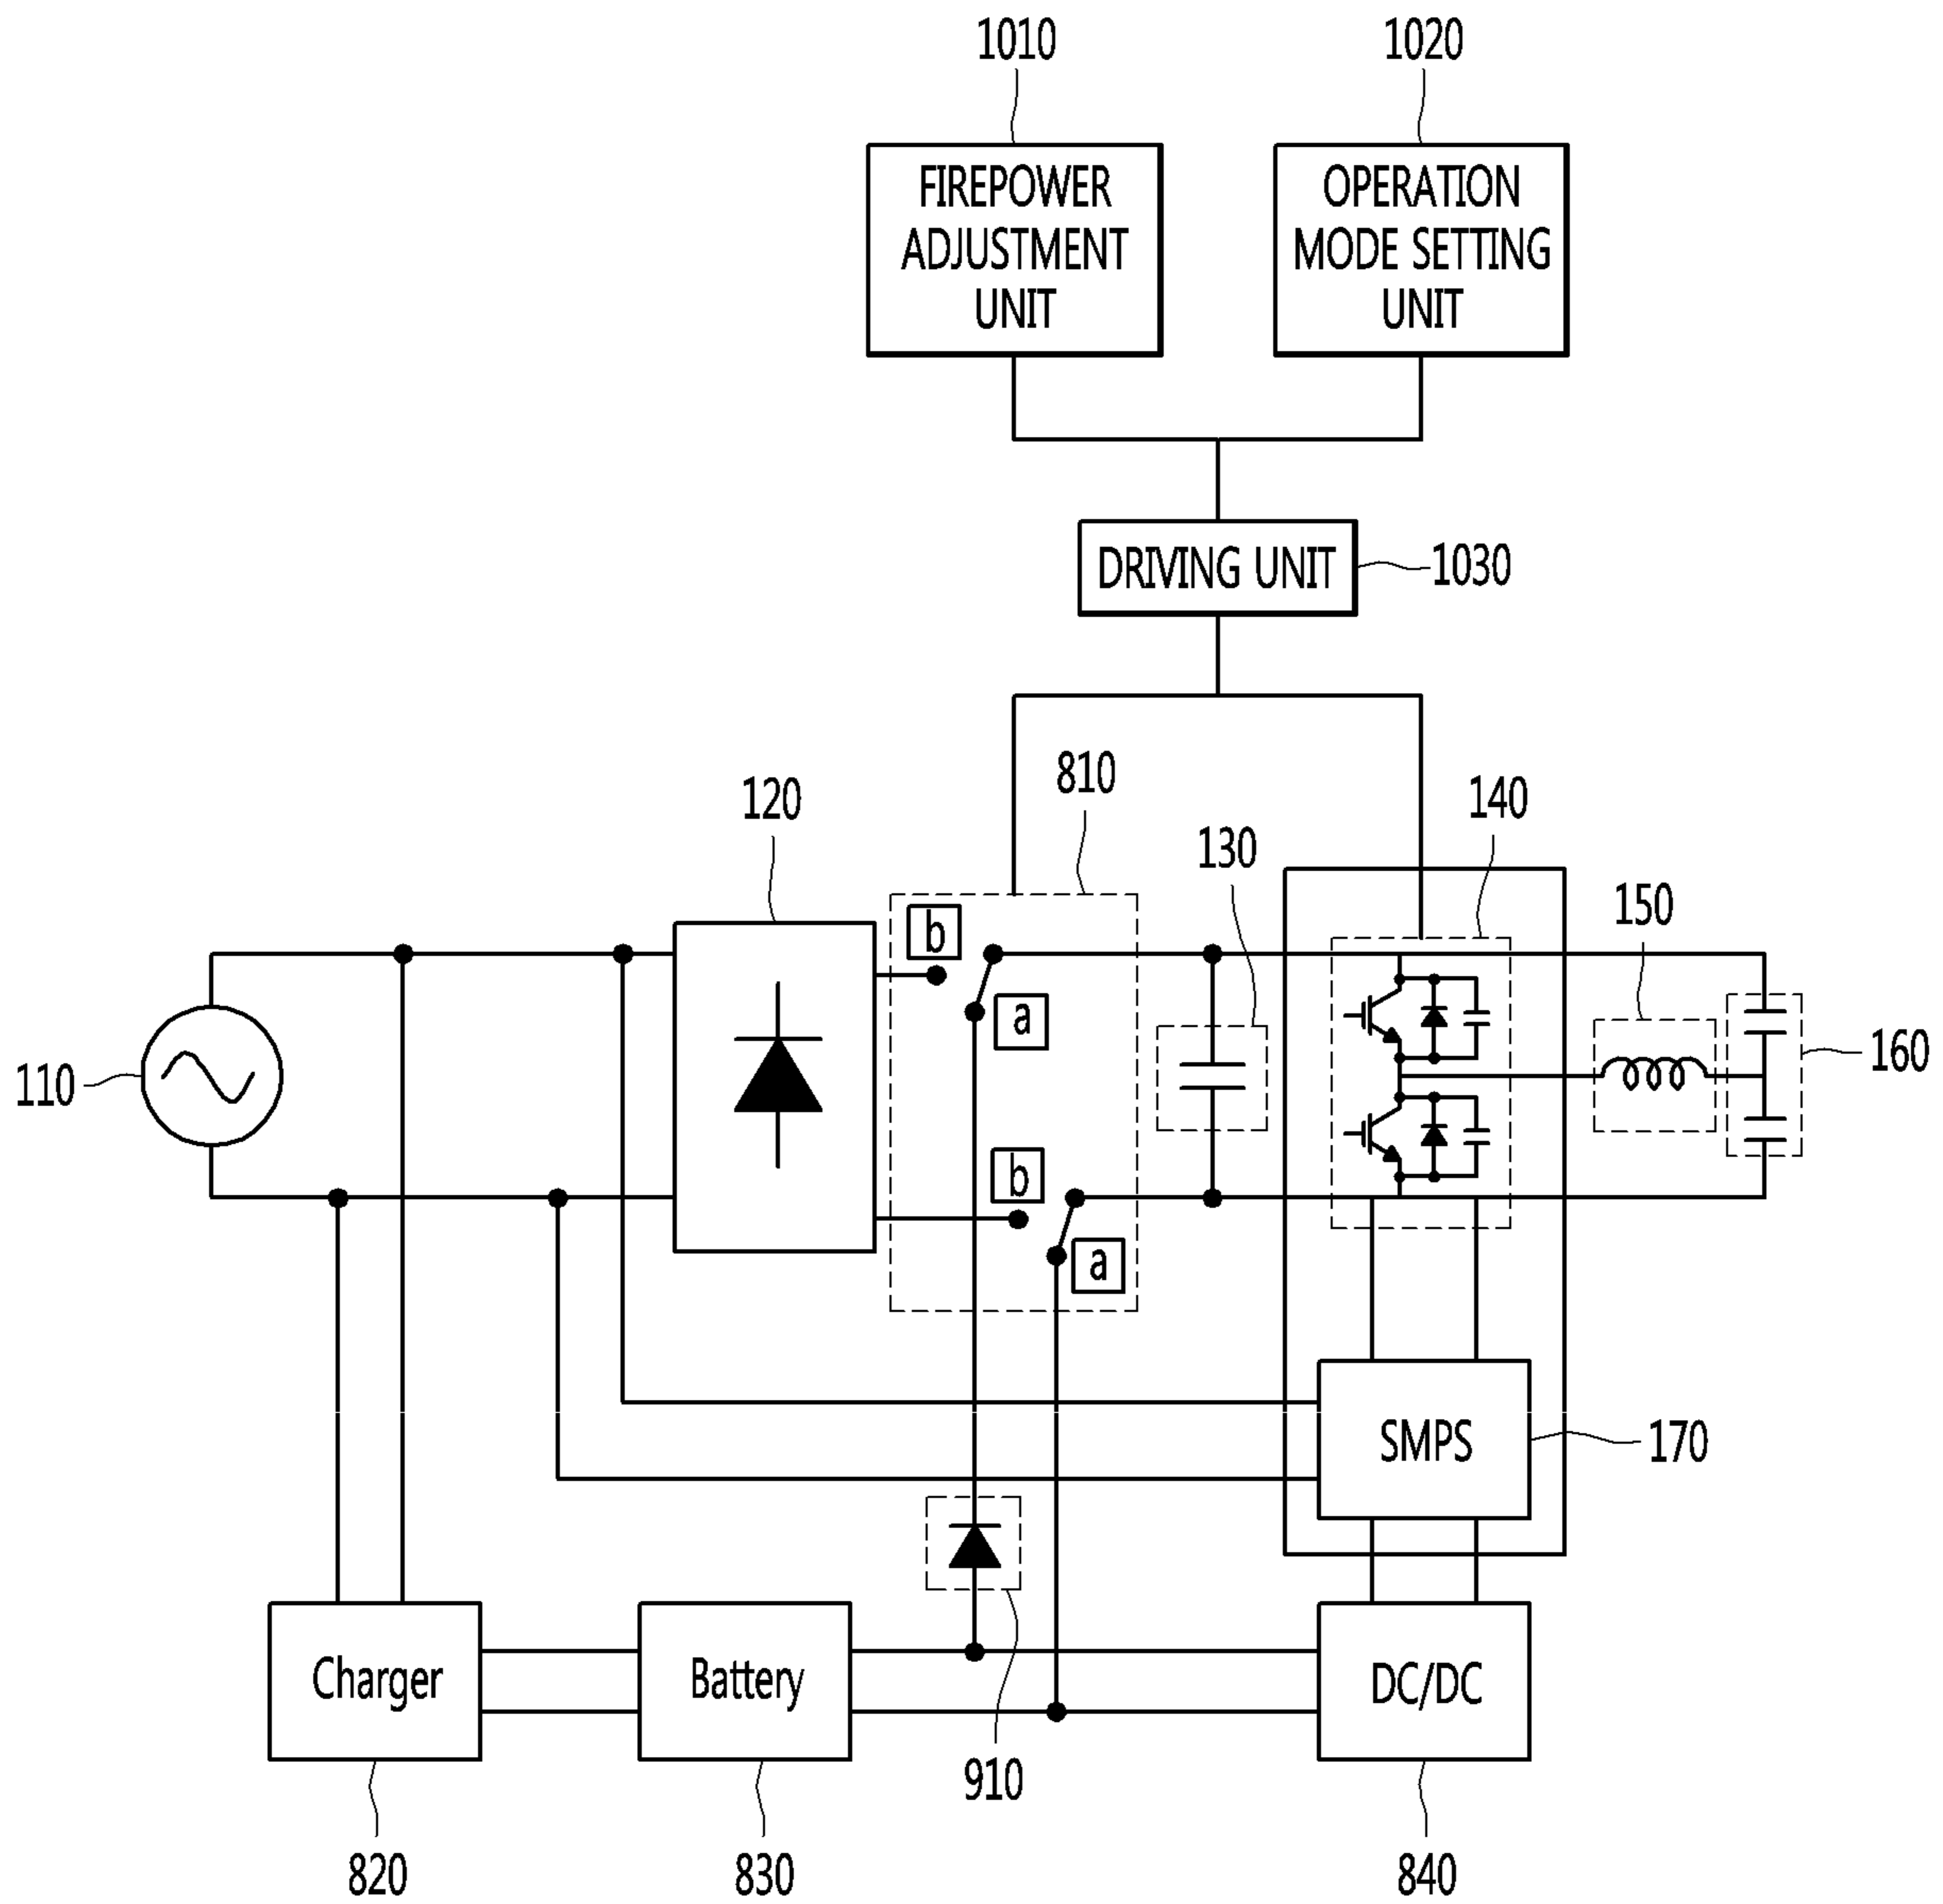 1010
1020
FIREPOWER
ADJUSTMENT
UNIT
OPERATION
MODE SETTING
UNIT
DRIVING UNIT
1030
810
120
140
130
150
b
a
110
160
b
a
SMPS
170
Charger
Battery
DC/DC
910
820
830
840